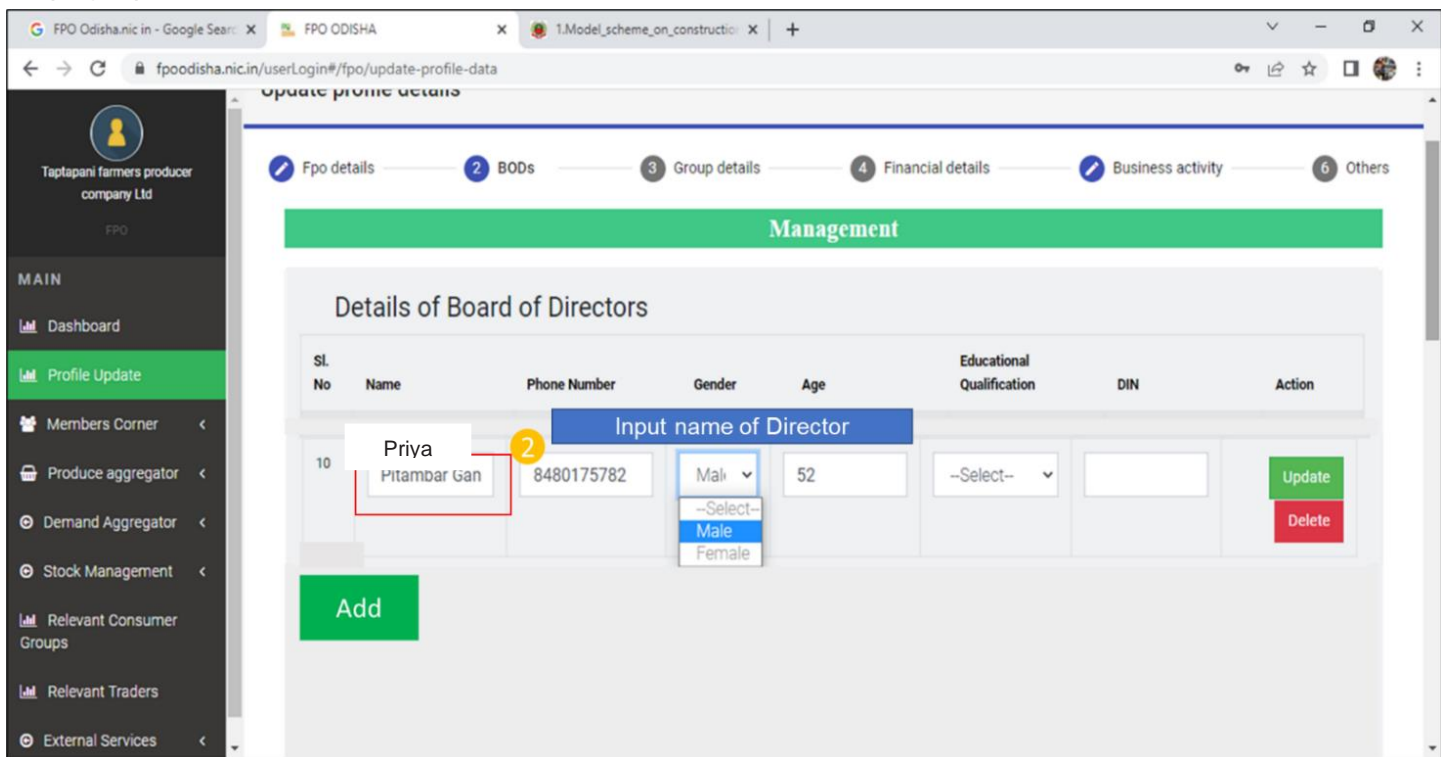 FPO Odisha.nic in - Google Searc
FPO ODISHA
1.Model_scheme_on_constructio
fpoodisha.nic.in/userLogin#/fpo/update-profile-data
Update profile details
Taptapani farmers producer
company Ltd
FPO
MAIN
Dashboard
Profile Update
Members Corner
Produce aggregator
Demand Aggregator
Stock Management
Relevant Consumer
Groups
Relevant Traders
External Services
Fpo details
2 BODs
3 Group details
4 Financial details
Business activity
6 Others
Management
Details of Board of Directors
Sl.
No
Name
Phone Number
Gender
Age
Educational
Qualification
DIN
Action
Input name of Director
2
10
Priya
Pitambar Gan
8480175782
Male
52
--Select--
Update
Delete
--Select--
Male
Female
Add